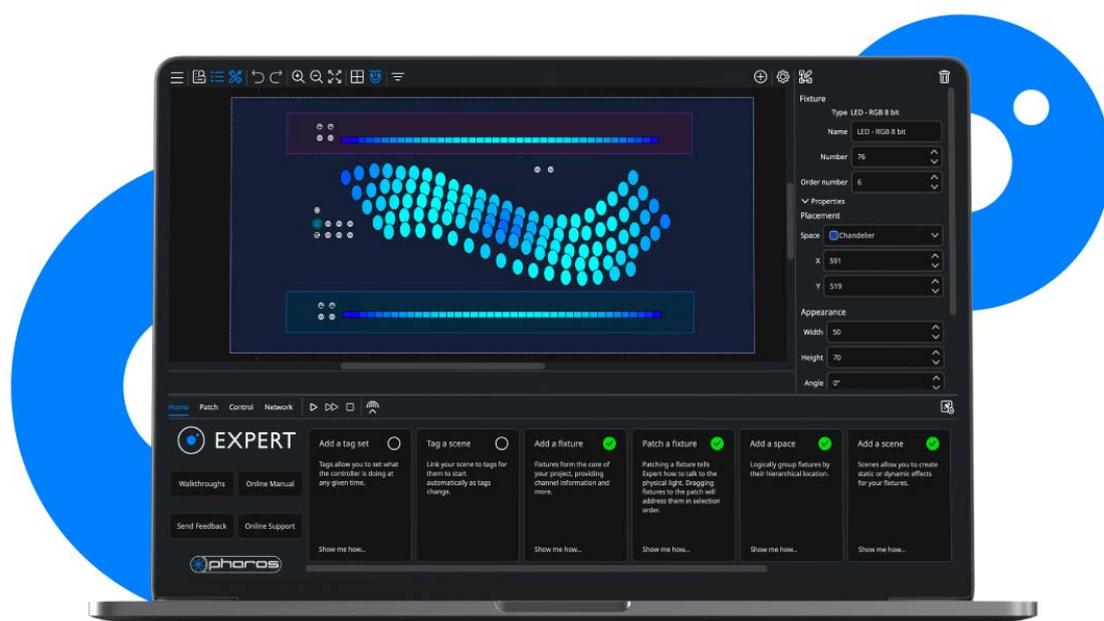 Fixture
Type LED - RGB 8 bit
Name LED - RGB 8 bit
Number 76
Order number 6
Properties
Placement
Space Chandelier
X 591
Y 519
Appearance
Width 50
Height 70
Angle 0°
Home Patch Control Network
EXPERT
Walkthroughs Online Manual
Send Feedback Online Support
pharos
Add a tag set
Tags allow you to set what
the controller is doing at
any given time.
Tag a scene
Link your scene to tags for
them to start
automatically as tags
change.
Add a fixture
Fixtures form the core of
your project, providing
channel information and
more.
Show me how...
Patch a fixture
Patching a fixture tells
Expert how to talk to the
physical light. Dragging
fixtures to the patch will
address them in selection
order.
Show me how...
Add a space
Logically group fixtures by
their hierarchical location.
Show me how...
Add a scene
Scenes allow you to create
static or dynamic effects
for your fixtures.
Show me how...
Show me how...